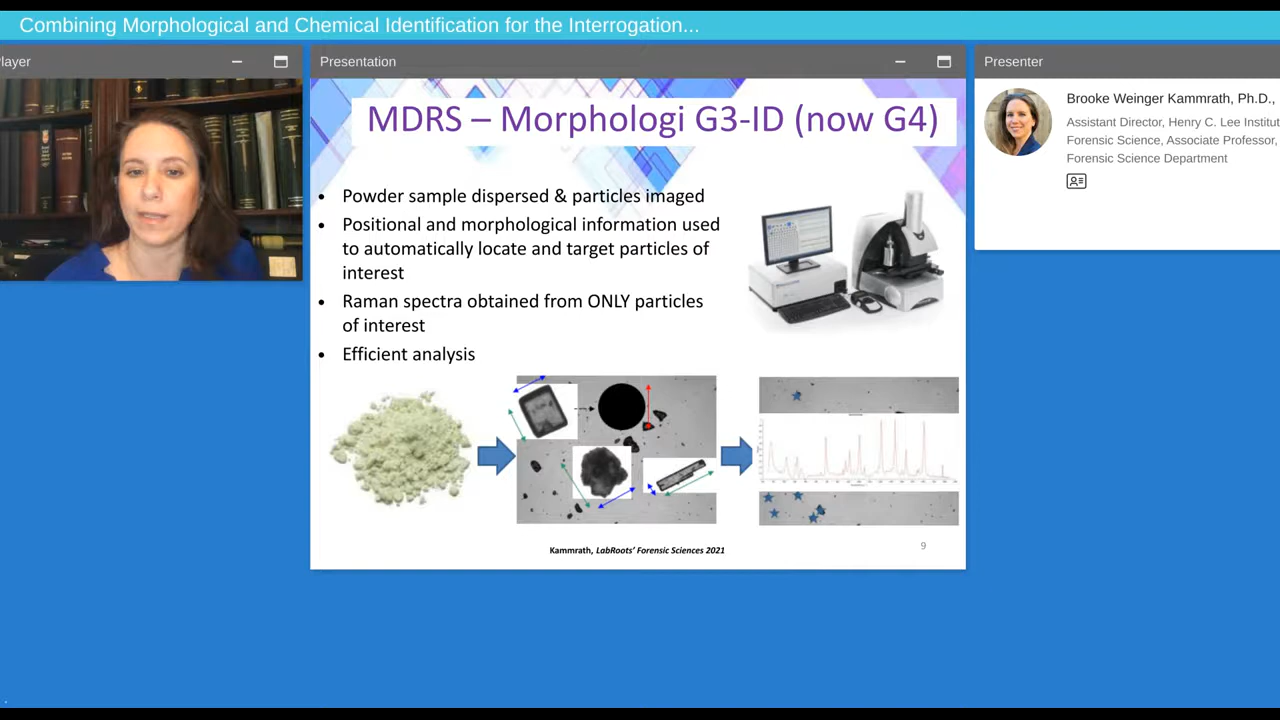 Combining Morphological and Chemical Identification for the Interrogation...
layer
Presentation
Presenter
MDRS – Morphologi G3-ID (now G4)
• Powder sample dispersed & particles imaged
• Positional and morphological information used
to automatically locate and target particles of
interest
• Raman spectra obtained from ONLY particles
of interest
• Efficient analysis
Kammrath, LabRoots’ Forensic Sciences 2021
9
Brooke Weinger Kammrath, Ph.D.,
Assistant Director, Henry C. Lee Institut
Forensic Science, Associate Professor,
Forensic Science Department